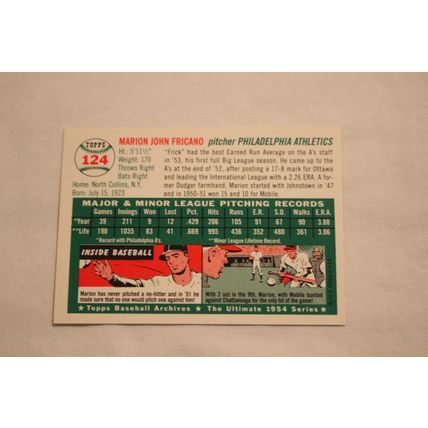 TOPPS
124
MARION JOHN FRICANO pitcher PHILADELPHIA ATHLETICS
Ht.: 5'11½"
Weight: 170
Throws Right
Bats Right
Home: North Collins, N.Y.
Born: July 15, 1923
"Frick" had the best Earned Run Average on the A's staff
in '53, his first full Big League season. He came up to the
A's at the end of '52, after posting a 17-8 mark for Ottawa
and leading the International League with a 2.26 ERA. A
former Dodger farmhand, Marion started with Johnstown in '47
and in 1950-51 won 15 and 10 for Mobile.
MAJOR & MINOR LEAGUE PITCHING RECORDS
Games Innings Won Lost Pct. Hits Runs E.R. S.O. Walks E.R.A.
*Year 39 211 9 12 .429 206 105 91 67 90 3.88
**Life 190 1035 83 41 .669 995 436 352 480 361 3.06
*Record with Philadelphia A's. **Minor League Lifetime Record.
INSIDE BASEBALL
Marion has never pitched a no-hitter and in '51 he
made sure that no one would pitch one against him!
With 2 out in the 9th, Marion, with Mobile busted
up against Chattanooga for the only hit of the game!
Topps Baseball Archives ★ The Ultimate 1954 Series